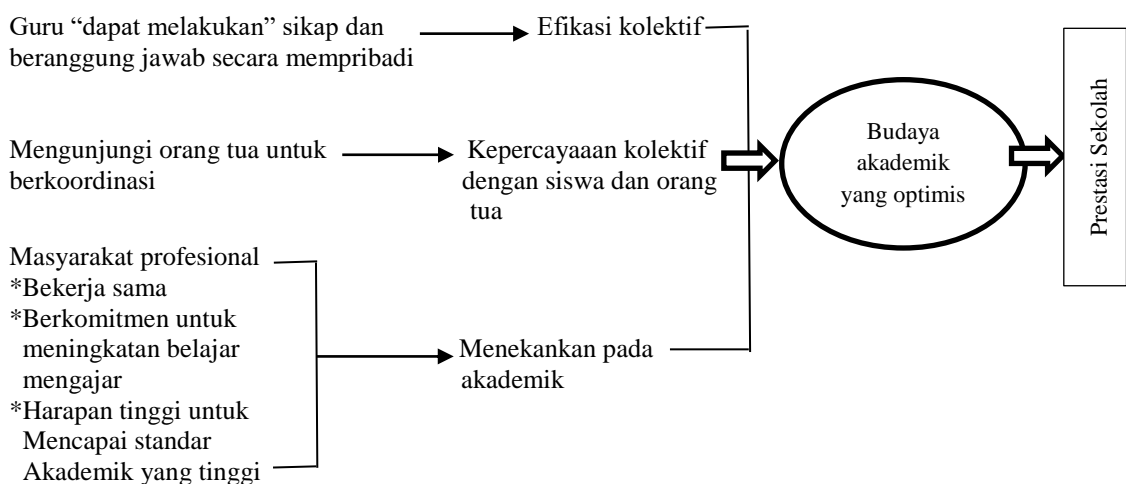 Guru “dapat melakukan” sikap dan
beranggung jawab secara mempribadi
Efikasi kolektif
Mengunjungi orang tua untuk
berkoordinasi
Kepercayaaan kolektif
dengan siswa dan orang
tua
Masyarakat profesional
*Bekerja sama
*Berkomitmen untuk
meningkatan belajar
mengajar
*Harapan tinggi untuk
Mencapai standar
Akademik yang tinggi
Menekankan pada
akademik
Budaya
akademik
yang optimis
Prestasi Sekolah